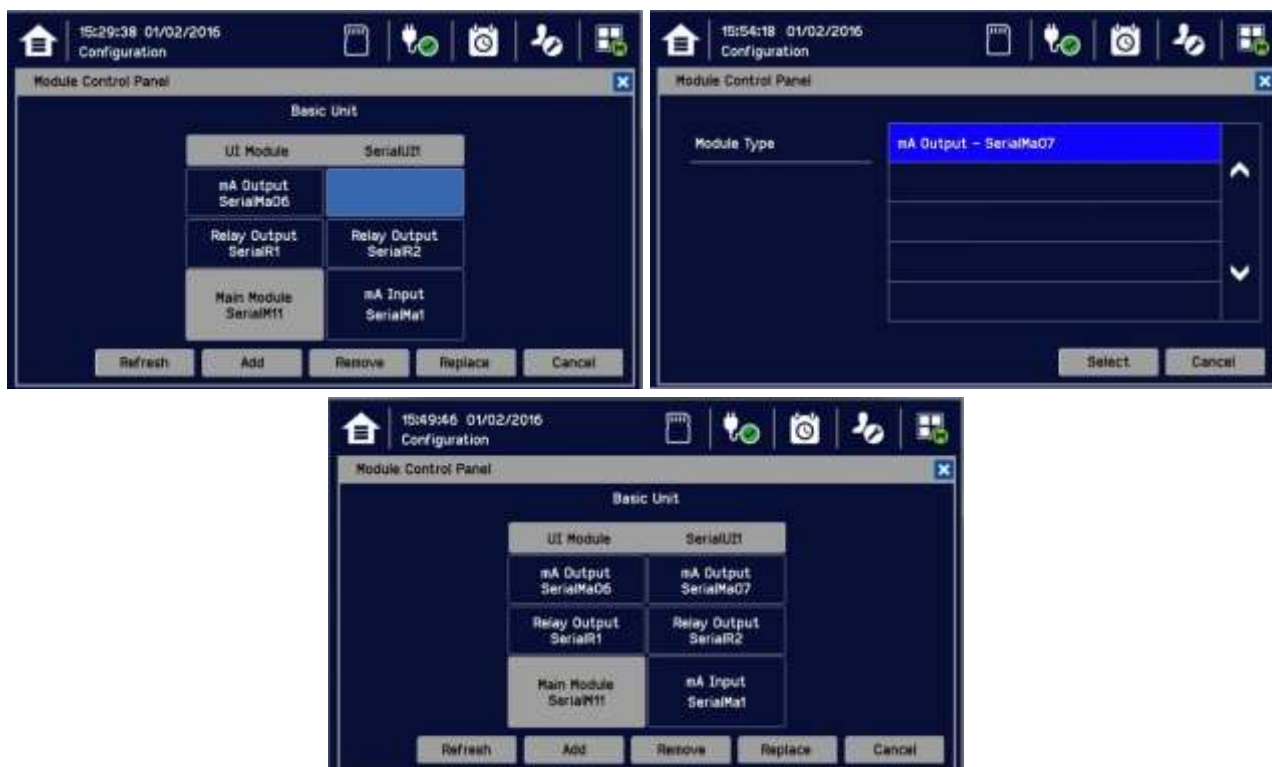 15:29:38 01/02/2016
Configuration
Module Control Panel
Basic Unit
UI Module SerialUI1
mA Output
SerialMa06
Relay Output
SerialR1
Relay Output
SerialR2
Main Module
SerialM11
mA Input
SerialMa1
Refresh Add Remove Replace Cancel
15:54:18 01/02/2016
Configuration
Module Control Panel
Module Type
mA Output - SerialMa07
Select Cancel
15:49:46 01/02/2016
Configuration
Module Control Panel
Basic Unit
UI Module SerialUI1
mA Output
SerialMa06
mA Output
SerialMa07
Relay Output
SerialR1
Relay Output
SerialR2
Main Module
SerialM11
mA Input
SerialMa1
Refresh Add Remove Replace Cancel